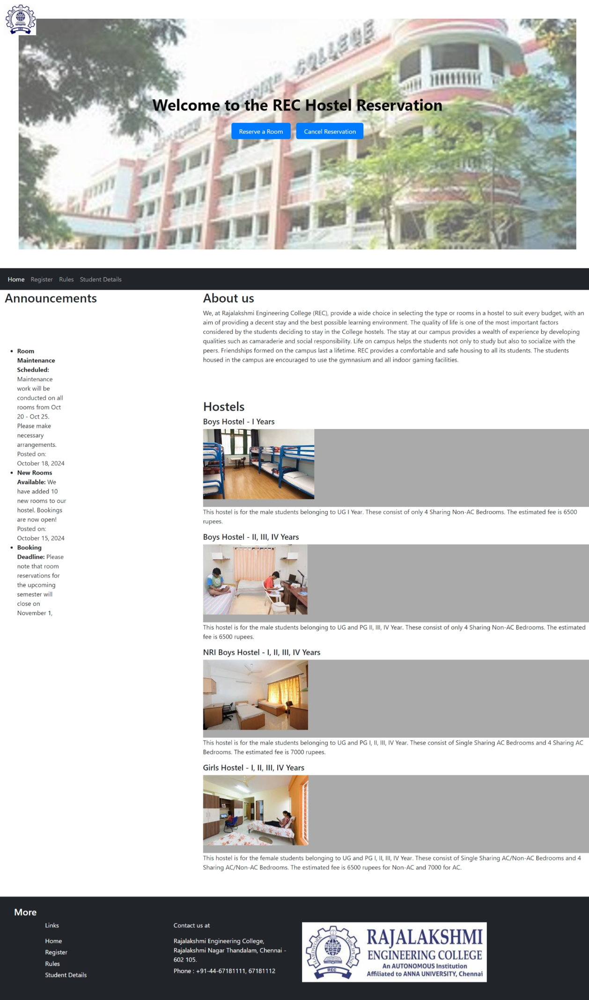 REC
COLLEGE
Welcome to the REC Hostel Reservation
Reserve a Room
Cancel Reservation
Home Register Rules Student Details
Announcements
• Room
Maintenance
Scheduled:
Maintenance
work will be
conducted on all
rooms from Oct
20 - Oct 25.
Please make
necessary
arrangements.
Posted on:
October 18, 2024
• New Rooms
Available: We
have added 10
new rooms to our
hostel. Bookings
are now open!
Posted on:
October 15, 2024
• Booking
Deadline: Please
note that room
reservations for
the upcoming
semester will
close on
November 1,
About us
We, at Rajalakshmi Engineering College (REC), provide a wide choice in selecting the type or rooms in a hostel to suit every budget, with an
aim of providing a decent stay and the best possible learning environment. The quality of life is one of the most important factors
considered by the students deciding to stay in the College hostels. The stay at our campus provides a wealth of experience by developing
qualities such as camaraderie and social responsibility. Life on campus helps the students not only to study but also to socialize with the
peers. Friendships formed on the campus last a lifetime. REC provides a comfortable and safe housing to all its students. The students
housed in the campus are encouraged to use the gymnasium and all indoor gaming facilities.
Hostels
Boys Hostel - I Years
This hostel is for the male students belonging to UG I Year. These consist of only 4 Sharing Non-AC Bedrooms. The estimated fee is 6500
rupees.
Boys Hostel - II, III, IV Years
This hostel is for the male students belonging to UG and PG II, III, IV Year. These consist of only 4 Sharing Non-AC Bedrooms. The estimated
fee is 6500 rupees.
NRI Boys Hostel - I, II, III, IV Years
This hostel is for the male students belonging to UG and PG I, II, III, IV Year. These consist of Single Sharing AC Bedrooms and 4 Sharing AC
Bedrooms. The estimated fee is 7000 rupees.
Girls Hostel - I, II, III, IV Years
This hostel is for the female students belonging to UG and PG I, II, III, IV Year. These consist of Single Sharing AC/Non-AC Bedrooms and 4
Sharing AC/Non-AC Bedrooms. The estimated fee is 6500 rupees for Non-AC and 7000 for AC.
More
Links
Home
Register
Rules
Student Details
Contact us at
Rajalakshmi Engineering College,
Rajalakshmi Nagar Thandalam, Chennai -
602 105.
Phone : +91-44-67181111, 67181112
HARDWORK DISCIPLINE
REC
RAJALAKSHMI
ENGINEERING COLLEGE
An AUTONOMOUS Institution
Affiliated to ANNA UNIVERSITY, Chennai